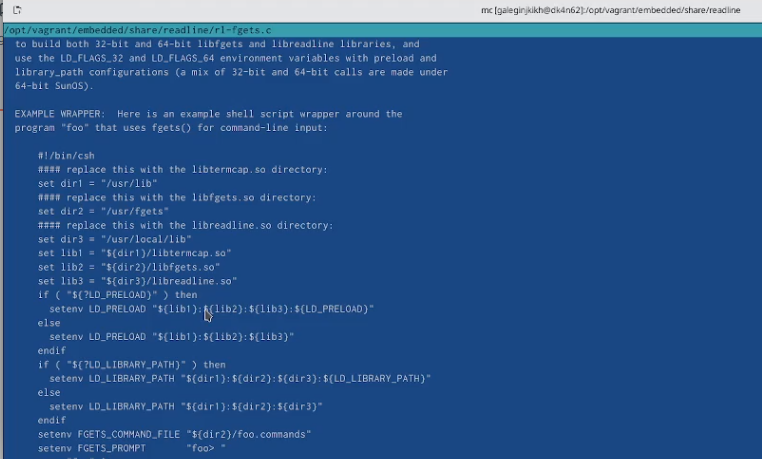 mc [galeginjkikh@dk4n62]:/opt/vagrant/embedded/share/readline
/opt/vagrant/embedded/share/readline/rl-fgets.c
to build both 32-bit and 64-bit libfgets and libreadline libraries, and
use the LD_FLAGS_32 and LD_FLAGS_64 environment variables with preload and
library_path configurations (a mix of 32-bit and 64-bit calls are made under
64-bit SunOS).

EXAMPLE WRAPPER:  Here is an example shell script wrapper around the
program "foo" that uses fgets() for command-line input:

    #!/bin/csh
    #### replace this with the libtermcap.so directory:
    set dir1 = "/usr/lib"
    #### replace this with the libfgets.so directory:
    set dir2 = "/usr/fgets"
    #### replace this with the libreadline.so directory:
    set dir3 = "/usr/local/lib"
    set lib1 = "${dir1}/libtermcap.so"
    set lib2 = "${dir2}/libfgets.so"
    set lib3 = "${dir3}/libreadline.so"
    if ( "${?LD_PRELOAD}" ) then
      setenv LD_PRELOAD "${lib1}:${lib2}:${lib3}:${LD_PRELOAD}"
    else
      setenv LD_PRELOAD "${lib1}:${lib2}:${lib3}"
    endif
    if ( "${?LD_LIBRARY_PATH}" ) then
      setenv LD_LIBRARY_PATH "${dir1}:${dir2}:${dir3}:${LD_LIBRARY_PATH}"
    else
      setenv LD_LIBRARY_PATH "${dir1}:${dir2}:${dir3}"
    endif
    setenv FGETS_COMMAND_FILE "${dir2}/foo.commands"
    setenv FGETS_PROMPT       "foo> "